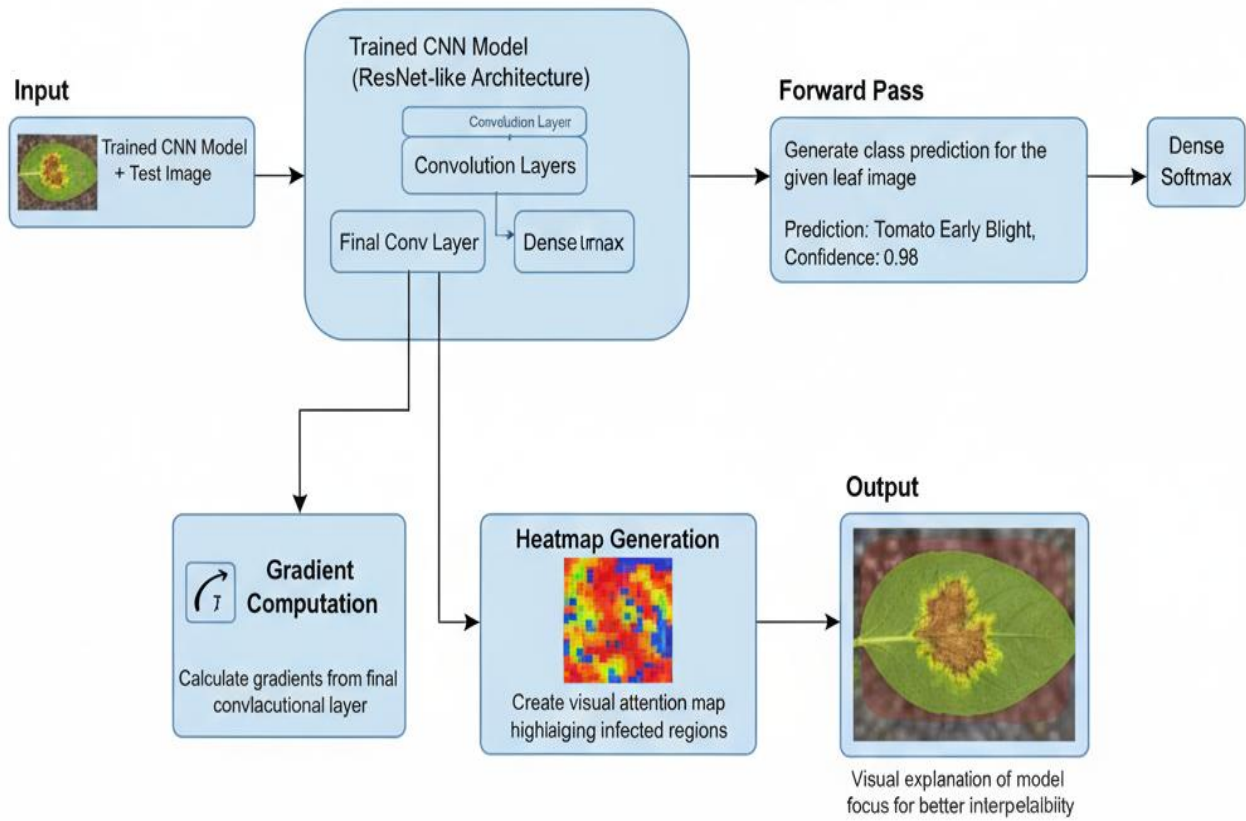 Input
Trained CNN Model
+ Test Image
Trained CNN Model
(ResNet-like Architecture)
Convoludion Layer
Convolution Layers
Final Conv Layer
Dense
Forward Pass
Generate class prediction for the
given leaf image
Prediction: Tomato Early Blight,
Confidence: 0.98
Dense
Softmax
Gradient
Computation
Calculate gradients from final
convlacutional layer
Heatmap Generation
Create visual attention map
highlaiging infected regions
Output
Visual explanation of model
focus for better interpelalbiity